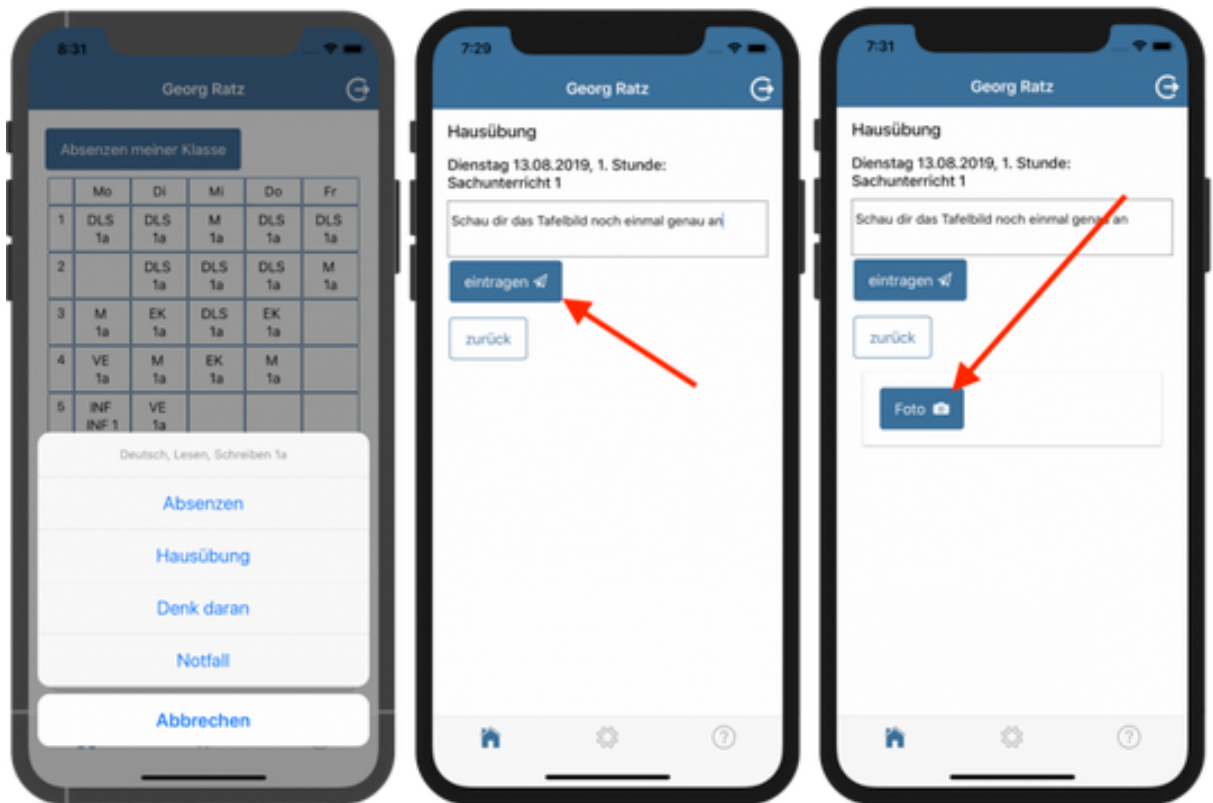 8:31
Georg Ratz
Absenzen meiner Klasse
Mo Di Mi Do Fr
1 DLS DLS M DLS DLS
1a 1a 1a 1a 1a
2 DLS DLS DLS M
1a 1a 1a 1a
3 M EK DLS EK
1a 1a 1a 1a
4 VE M EK M
1a 1a 1a 1a
5 INF VE
INF 1 1a
Deutsch, Lesen, Schreiben 1a
Absenzen
Hausübung
Denk daran
Notfall
Abbrechen
7:29
Georg Ratz
Hausübung
Dienstag 13.08.2019, 1. Stunde:
Sachunterricht 1
Schau dir das Tafelbild noch einmal genau an
eintragen
zurück
7:31
Georg Ratz
Hausübung
Dienstag 13.08.2019, 1. Stunde:
Sachunterricht 1
Schau dir das Tafelbild noch einmal genau an
eintragen
zurück
Foto